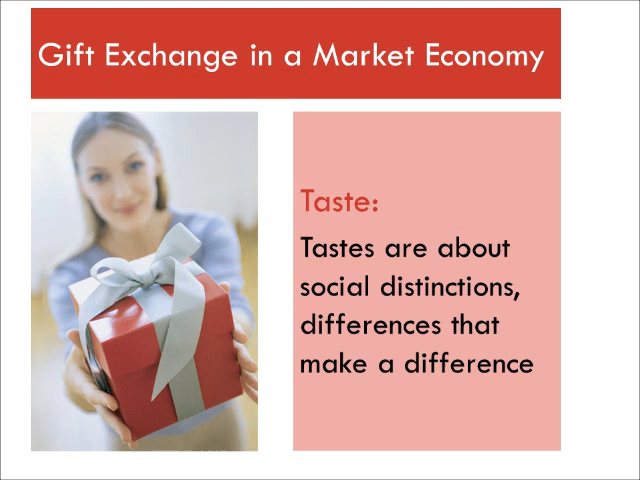 Gift Exchange in a Market Economy
Taste:
Tastes are about
social distinctions,
differences that
make a difference